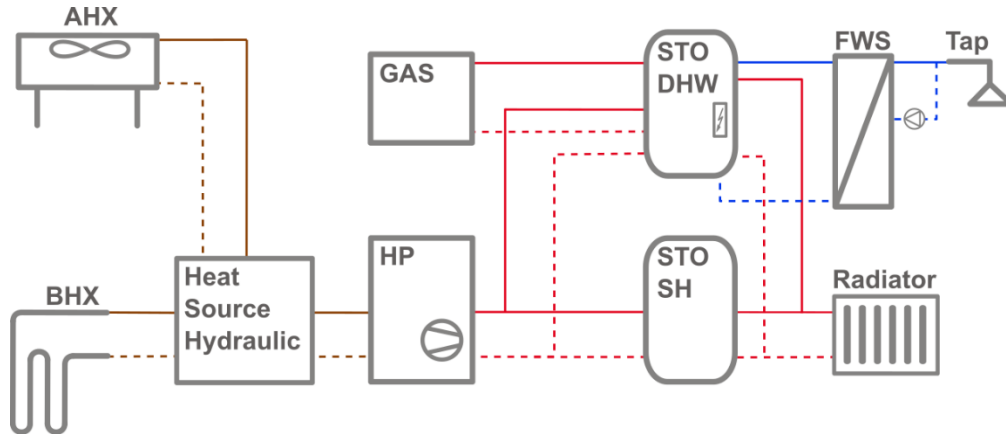 AHX
GAS
STO
DHW
FWS
Tap
BHX
Heat
Source
Hydraulic
HP
STO
SH
Radiator